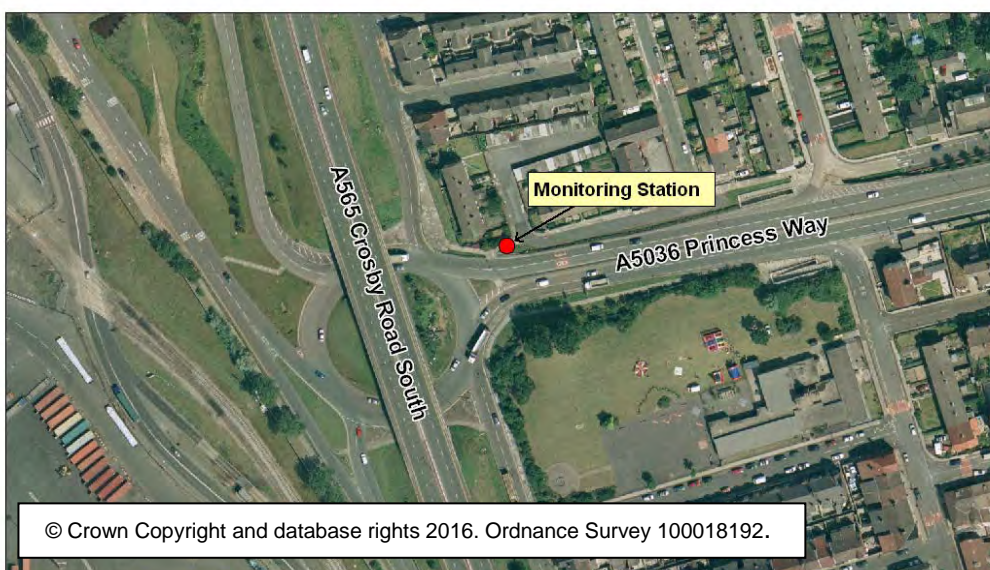 Monitoring Station
A5036 Princess Way
A565 Crosby Road South
© Crown Copyright and database rights 2016. Ordnance Survey 100018192.